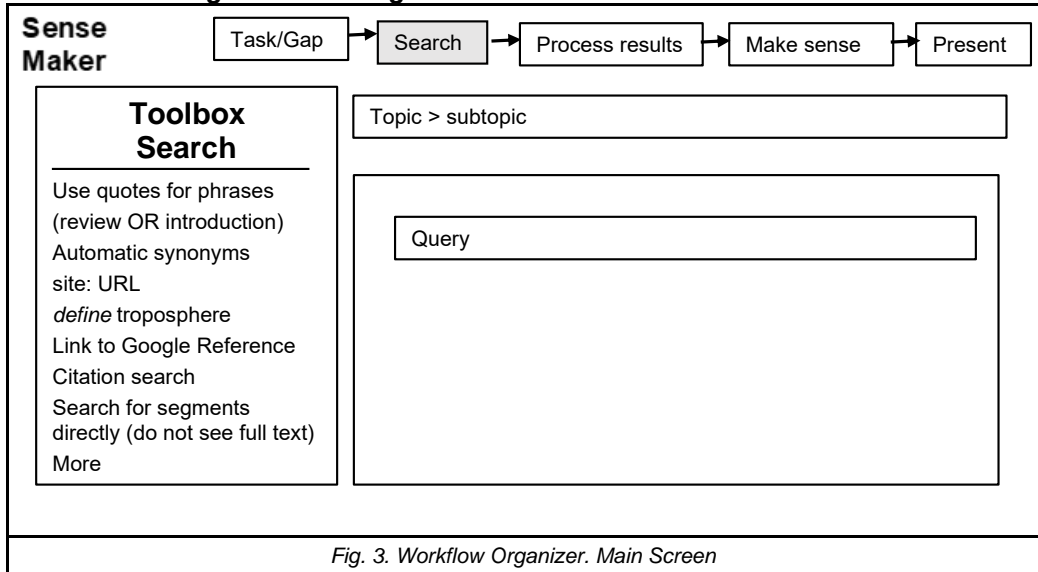 Sense
Maker
Task/Gap
Search
Process results
Make sense
Present
Toolbox
Search
Use quotes for phrases
(review OR introduction)
Automatic synonyms
site: URL
define troposphere
Link to Google Reference
Citation search
Search for segments
directly (do not see full text)
More
Topic > subtopic
Query
Fig. 3. Workflow Organizer. Main Screen